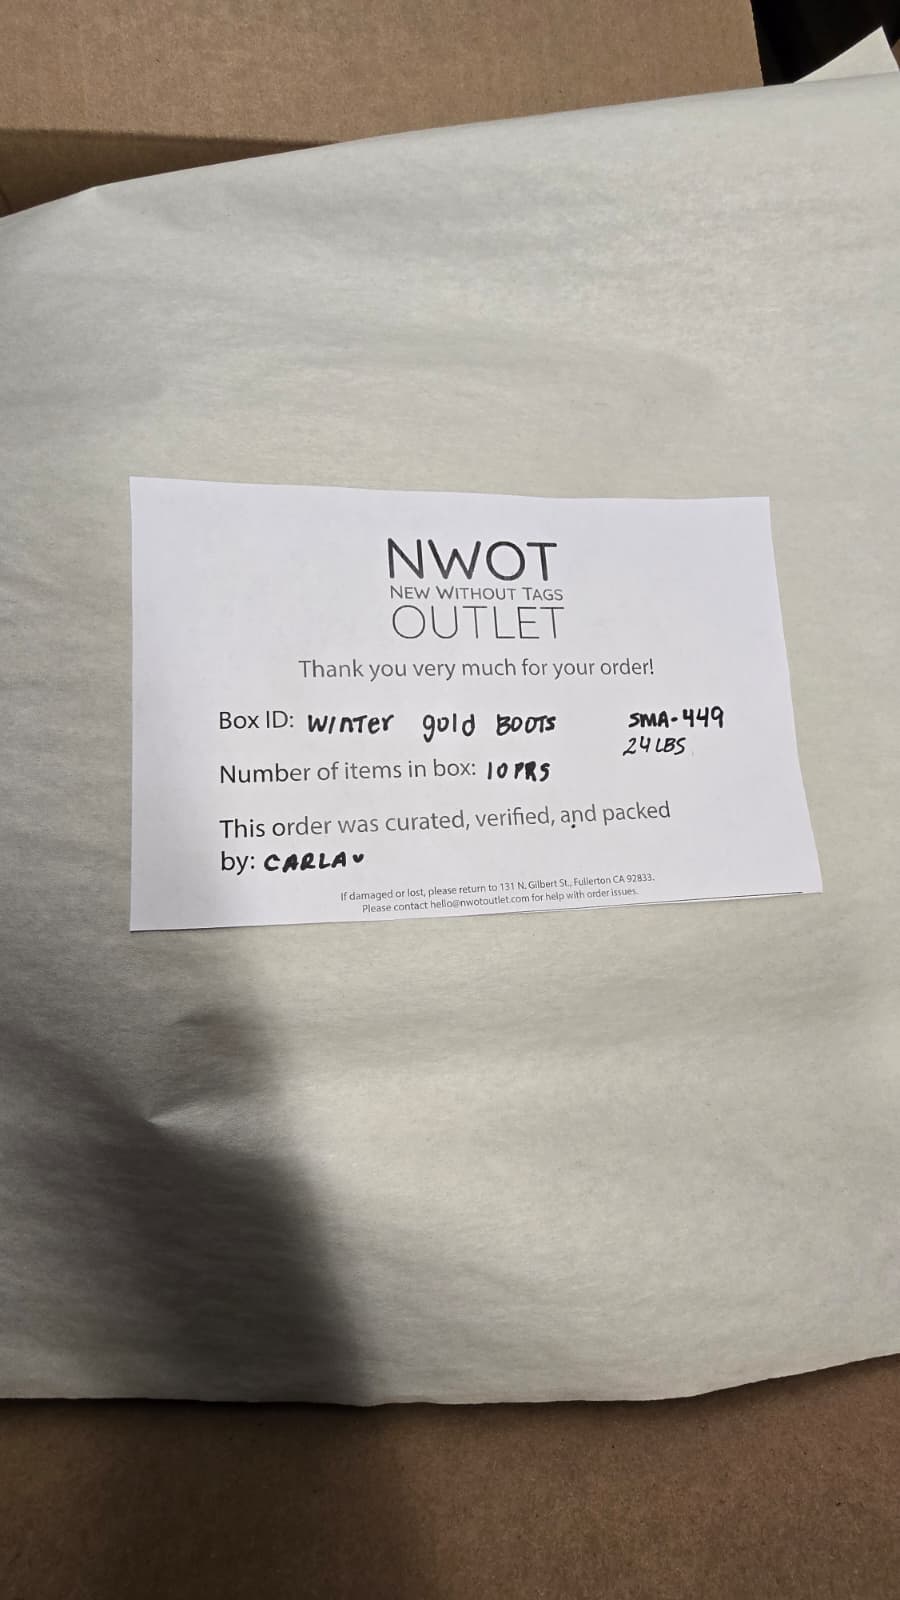 NWOT
NEW WITHOUT TAGS
OUTLET
Thank you very much for your order!
Box ID: WINTER gold BOOTS SMA-449
24 LBS
Number of items in box: 10 PRS
This order was curated, verified, and packed
by: CARLA
If damaged or lost, please return to 131 N. Gilbert St., Fullerton CA 92833.
Please contact hello@nwotoutlet.com for help with order issues.